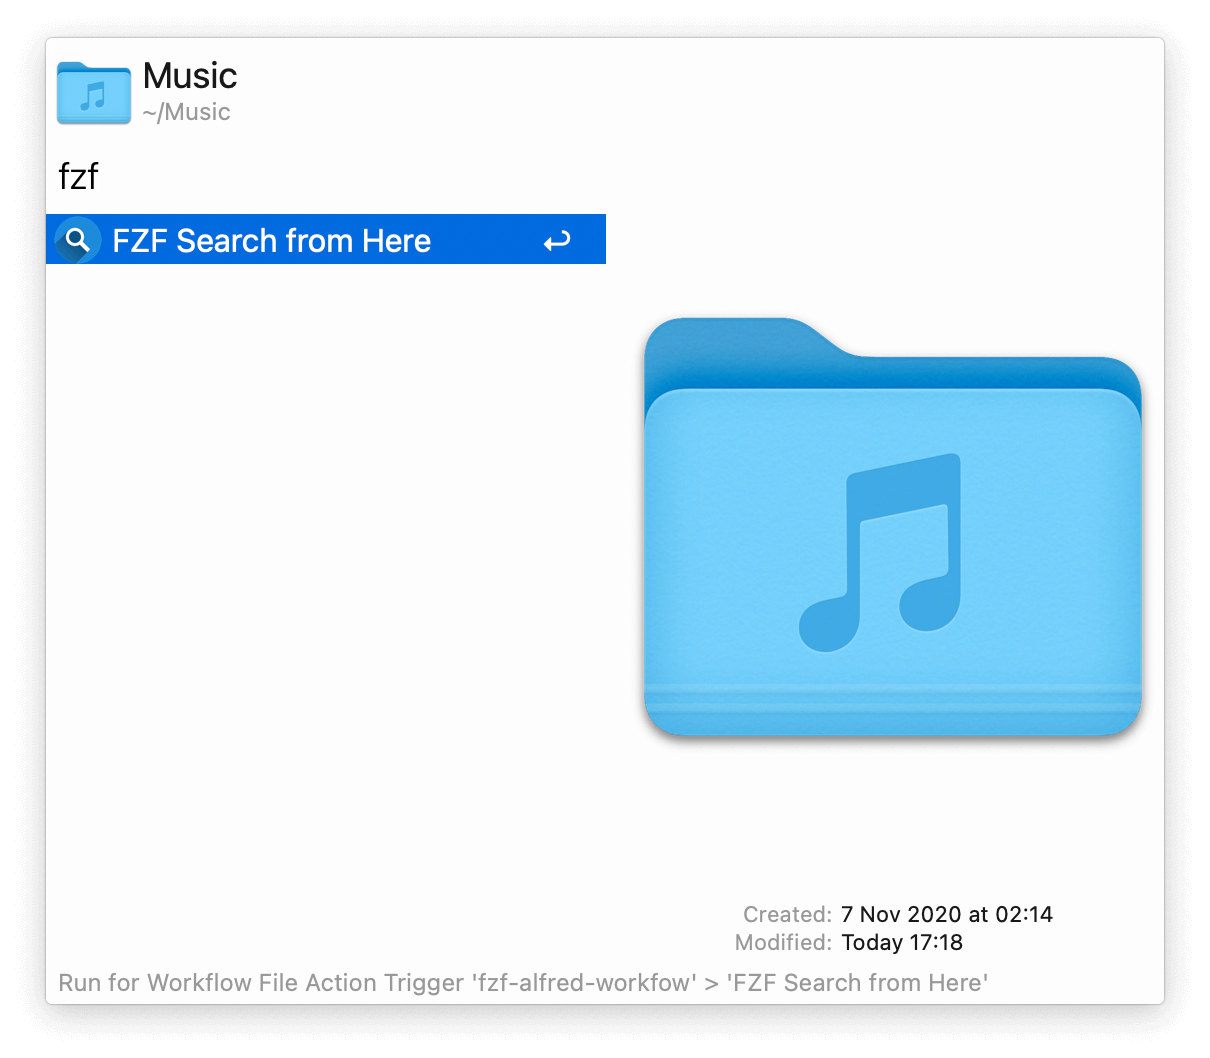 Music
~/Music
fzf
FZF Search from Here
Created: 7 Nov 2020 at 02:14
Modified: Today 17:18
Run for Workflow File Action Trigger 'fzf-alfred-workfow' > 'FZF Search from Here'